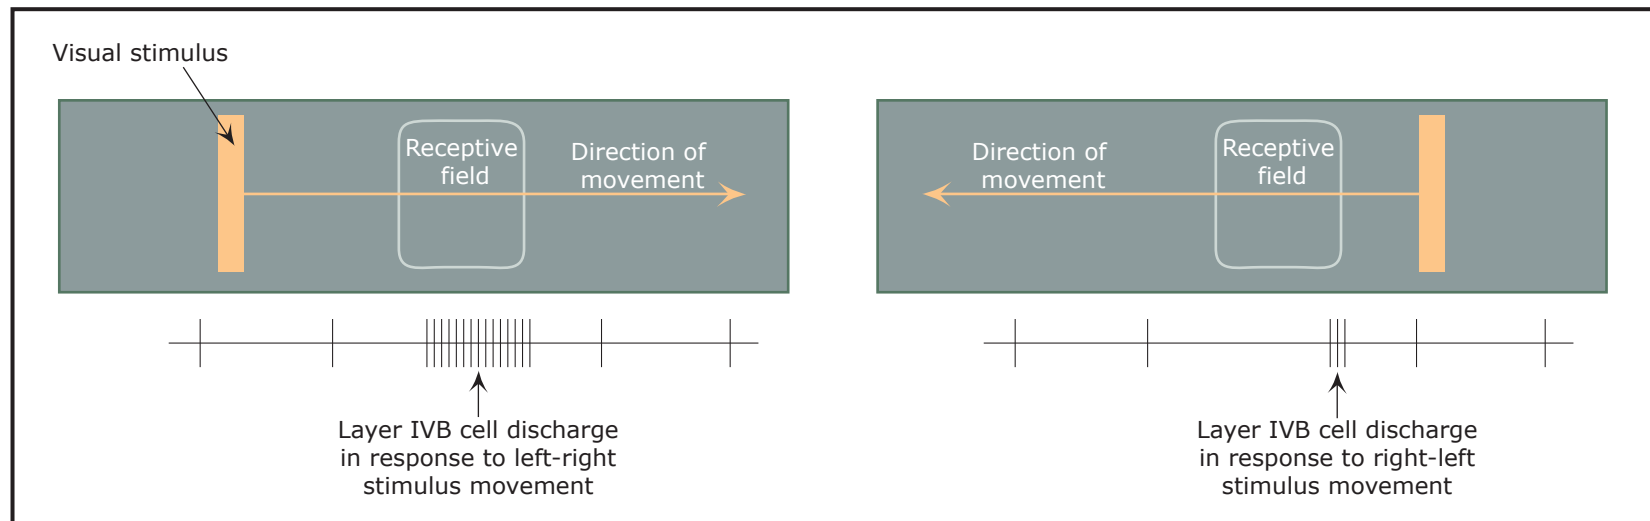 Visual stimulus
Receptive
field
Direction of
movement
Layer IVB cell discharge
in response to left-right
stimulus movement
Direction of
movement
Receptive
field
Layer IVB cell discharge
in response to right-left
stimulus movement